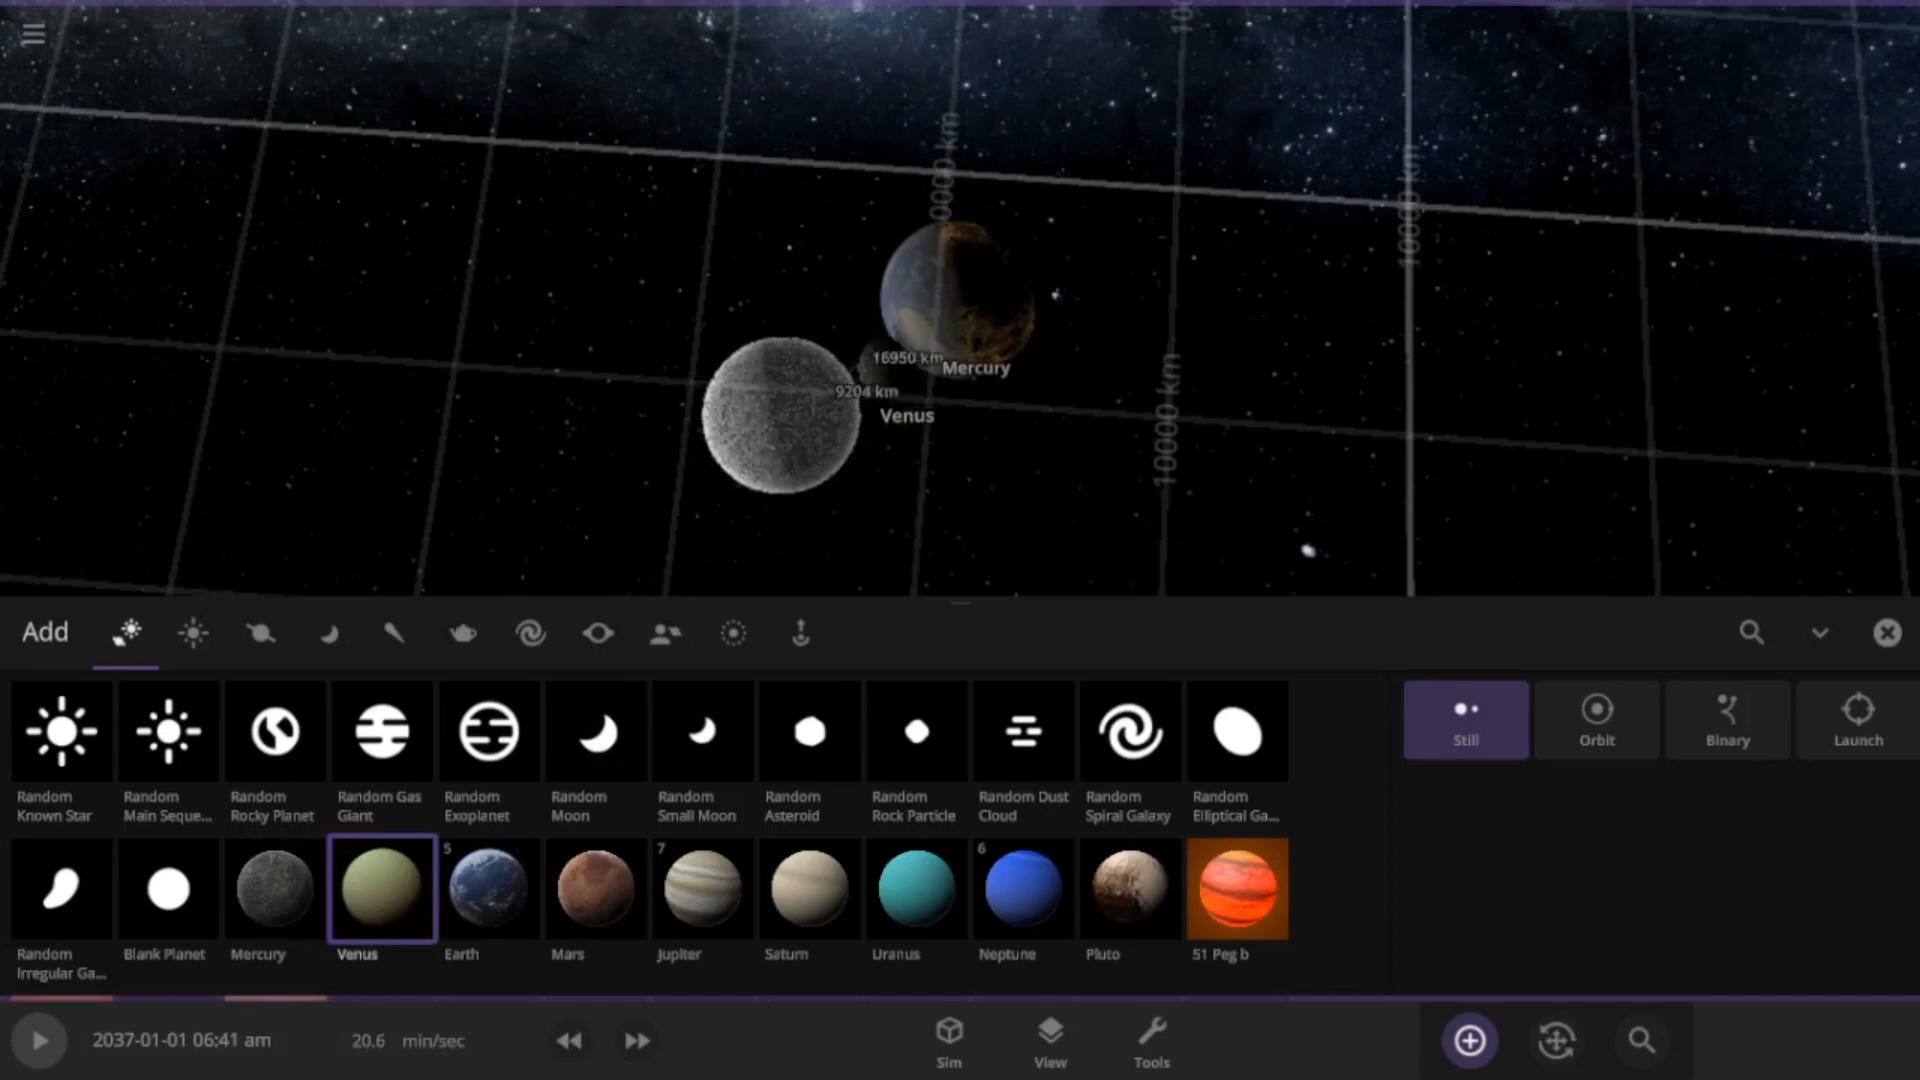 10000 km
10000 km
10000 km
16950 km
Mercury
9204 km
Venus
Add
Still
Orbit
Binary
Launch
Random Known Star
Random Main Seque...
Random Rocky Planet
Random Gas Giant
Random Exoplanet
Random Moon
Random Small Moon
Random Asteroid
Random Rock Particle
Random Dust Cloud
Random Spiral Galaxy
Random Elliptical Ga...
5
7
6
Random Irregular Ga...
Blank Planet
Mercury
Venus
Earth
Mars
Jupiter
Saturn
Uranus
Neptune
Pluto
51 Peg b
2037-01-01 06:41 am
20.6 min/sec
Sim
View
Tools